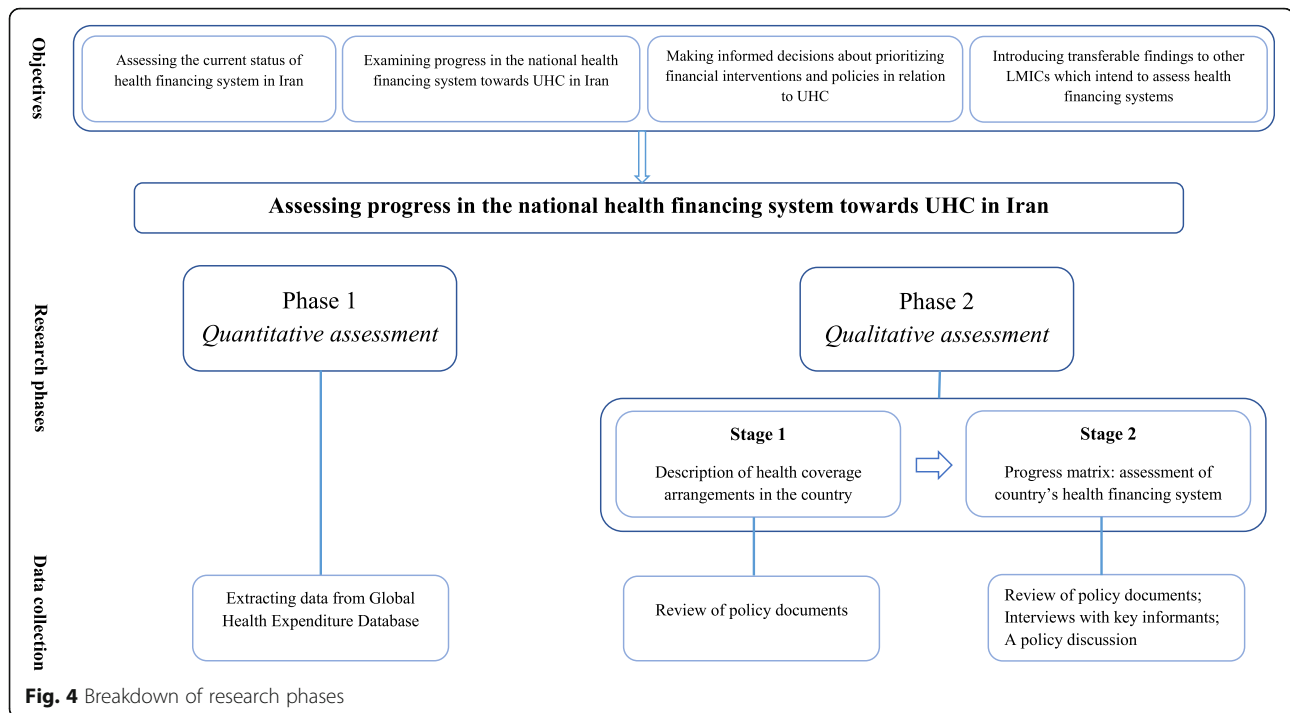 Objectives
Assessing the current status of
health financing system in Iran
Examining progress in the national health
financing system towards UHC in Iran
Making informed decisions about prioritizing
financial interventions and policies in relation
to UHC
Introducing transferable findings to other
LMICs which intend to assess health
financing systems
Assessing progress in the national health financing system towards UHC in Iran
Research phases
Phase 1
Quantitative assessment
Phase 2
Qualitative assessment
Stage 1
Description of health coverage
arrangements in the country
Stage 2
Progress matrix: assessment of
country's health financing system
Data collection
Extracting data from Global
Health Expenditure Database
Review of policy documents
Review of policy documents;
Interviews with key informants;
A policy discussion
Fig. 4 Breakdown of research phases